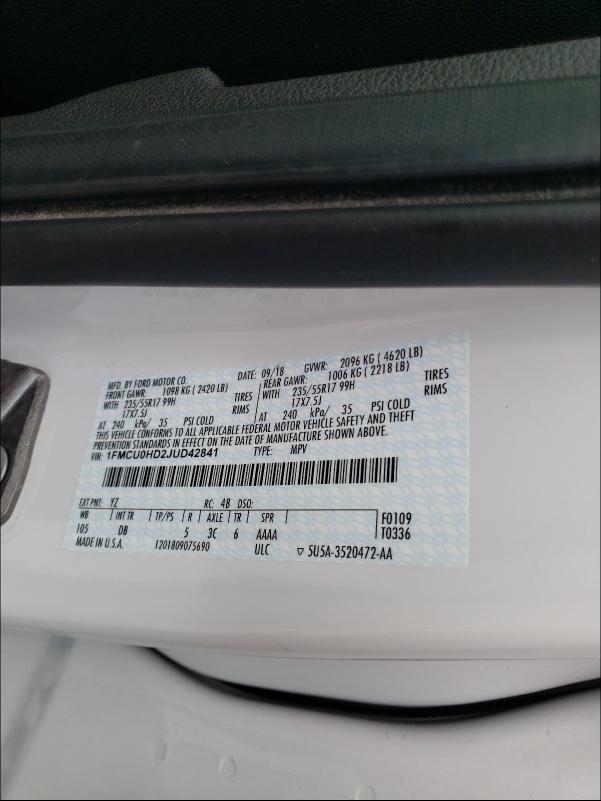 MFD. BY FORD MOTOR CO. DATE: 09/18 GVWR: 2096 KG ( 4620 LB)
FRONT GAWR: 1098 KG ( 2420 LB) REAR GAWR: 1006 KG ( 2218 LB)
WITH 235/55R17 99H TIRES WITH 235/55R17 99H TIRES
17X7.5J RIMS 17X7.5J RIMS
AT 240 kPa/ 35 PSI COLD AT 240 kPa/ 35 PSI COLD
THIS VEHICLE CONFORMS TO ALL APPLICABLE FEDERAL MOTOR VEHICLE SAFETY AND THEFT
PREVENTION STANDARDS IN EFFECT ON THE DATE OF MANUFACTURE SHOWN ABOVE.
VIN: 1FMCU0HD2JUD42841 TYPE: MPV
EXT PNT: YZ RC: 48 DSO:
WB INT TR TP/PS R AXLE TR SPR F0109
105 DB 5 3C 6 AAAA T0336
MADE IN U.S.A. 1201809075690 ULC ▽ 5U5A-3520472-AA